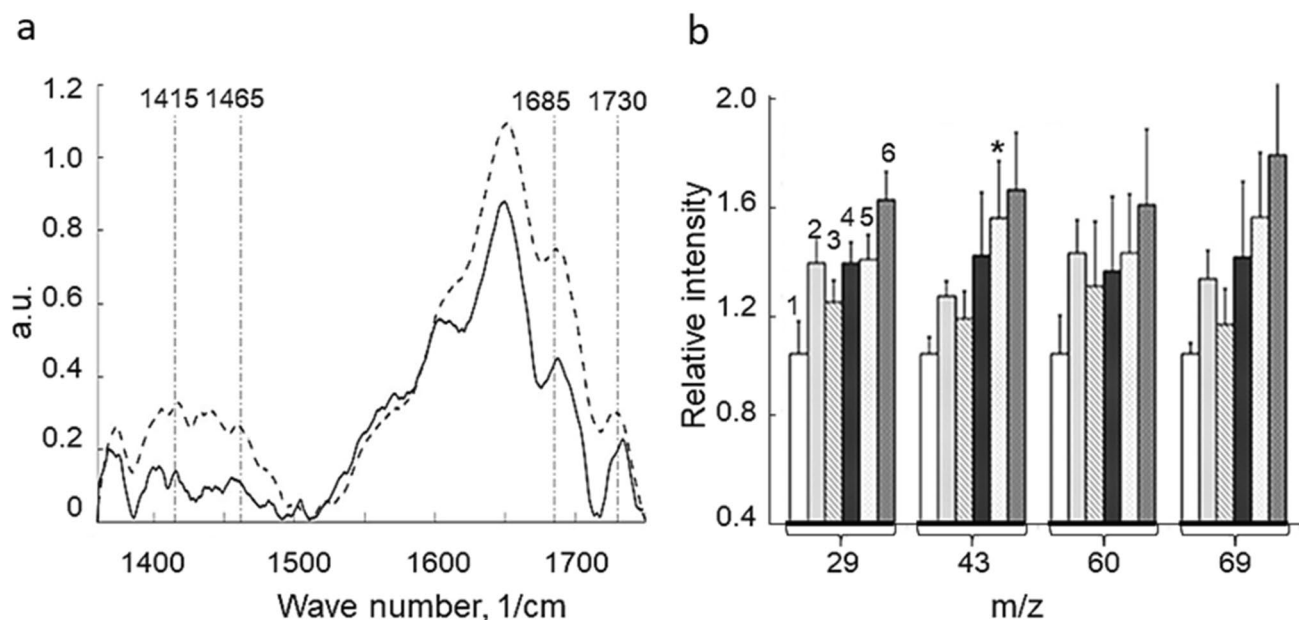 a
a.u.
1.2
1.0
0.8
0.6
0.4
0.2
0
1415 1465 1685 1730
1400 1500 1600 1700
Wave number, 1/cm
b
Relative intensity
2.0
1.6
1.2
0.8
0.4
1 2 3 4 5 6
*
29 43 60 69
m/z